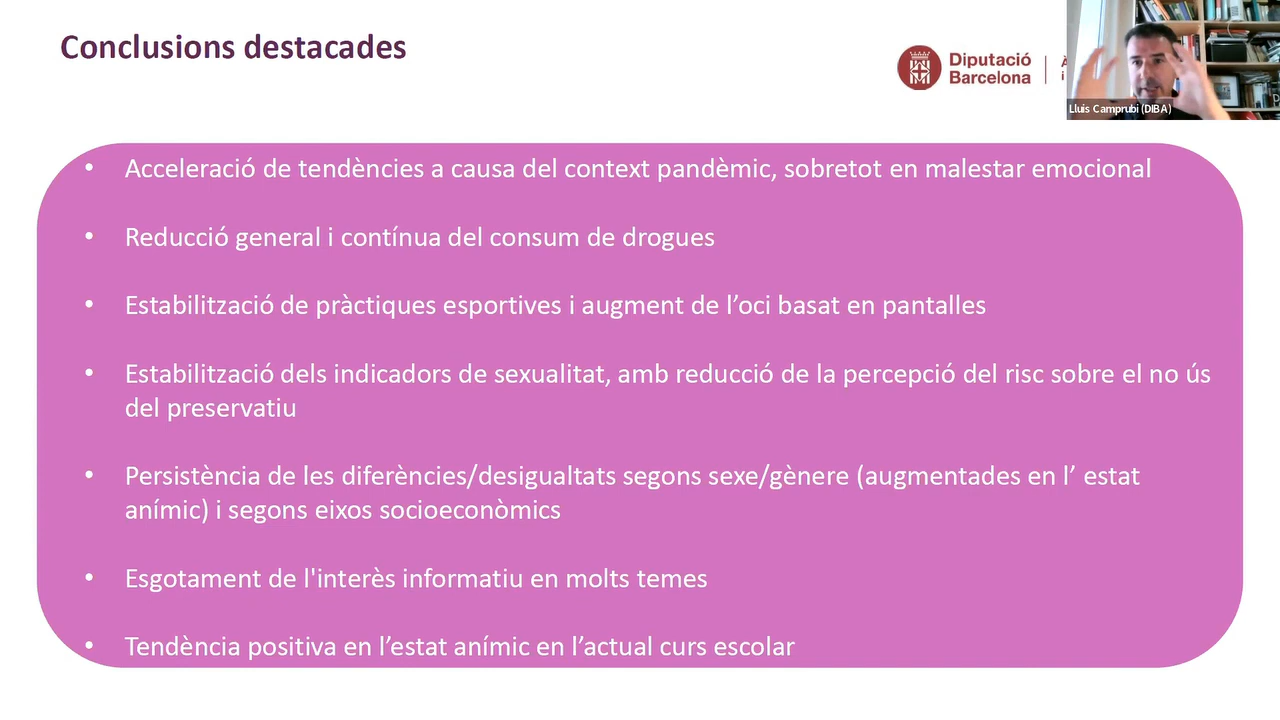 Conclusions destacades
Diputació
Barcelona
Lluis Camprubi (DIBA)
• Acceleració de tendències a causa del context pandèmic, sobretot en malestar emocional
• Reducció general i contínua del consum de drogues
• Estabilització de pràctiques esportives i augment de l’oci basat en pantalles
• Estabilització dels indicadors de sexualitat, amb reducció de la percepció del risc sobre el no ús
del preservatiu
• Persistència de les diferències/desigualtats segons sexe/gènere (augmentades en l’ estat
anímic) i segons eixos socioeconòmics
• Esgotament de l'interès informatiu en molts temes
• Tendència positiva en l’estat anímic en l’actual curs escolar